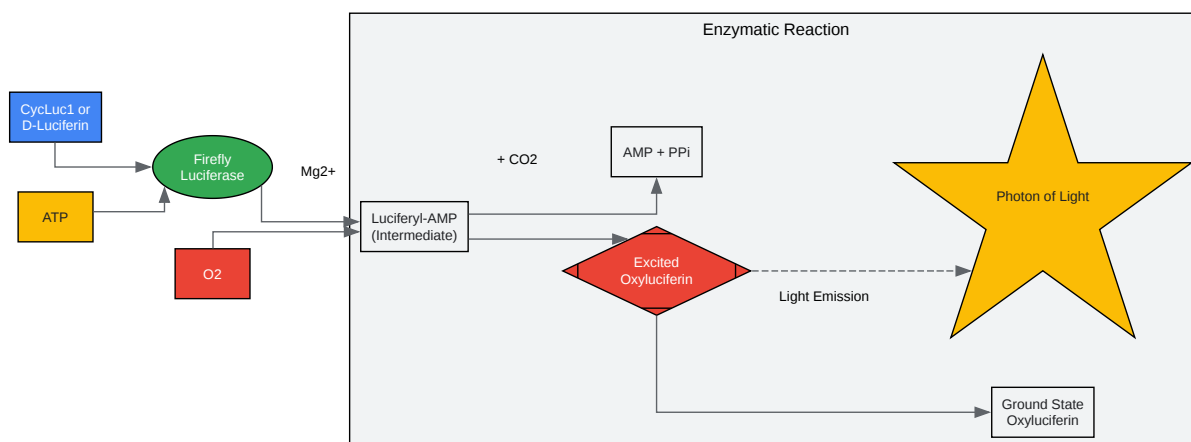 Enzymatic Reaction
CycLuc1 or
D-Luciferin
Firefly
Luciferase
ATP
O2
Mg2+
+ CO2
AMP + PPi
Luciferyl-AMP
(Intermediate)
Excited
Oxyluciferin
Light Emission
Photon of Light
Ground State
Oxyluciferin